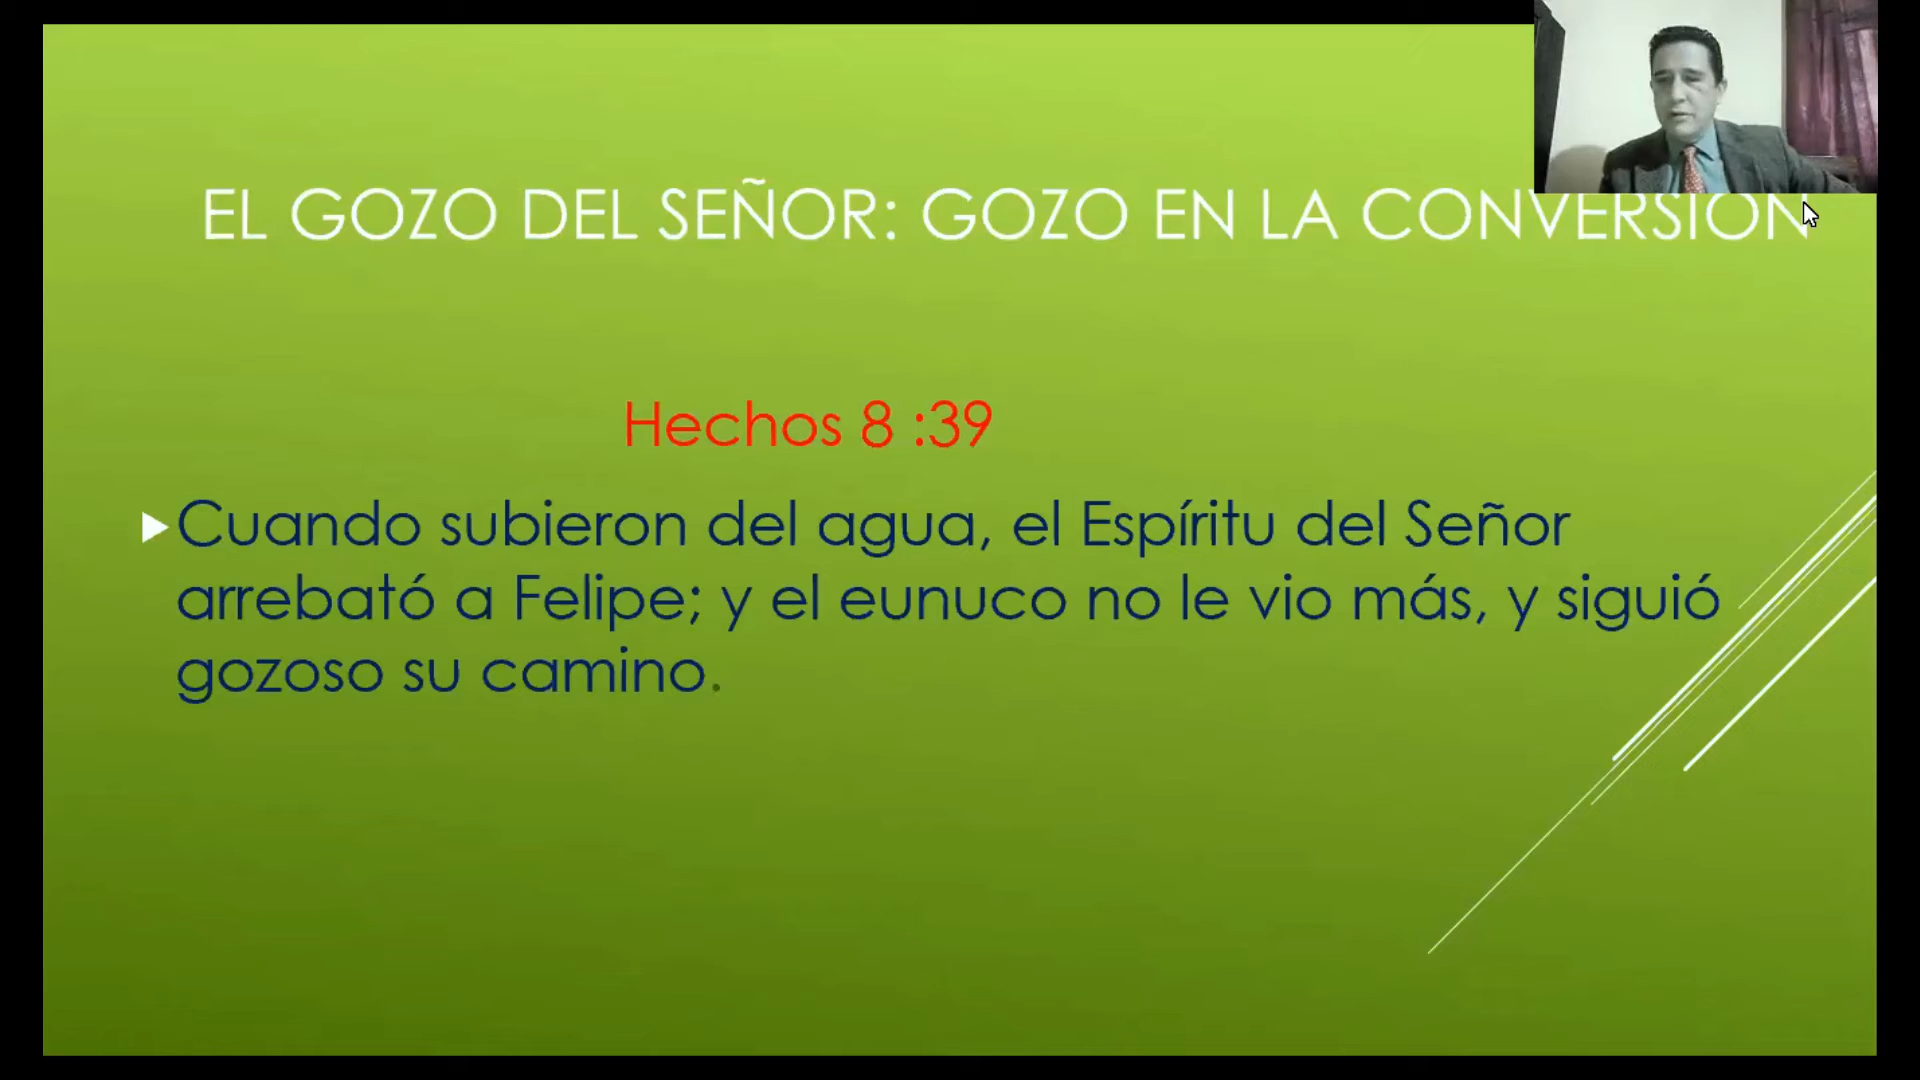 EL GOZO DEL SEÑOR: GOZO EN LA CONVERSION
Hechos 8 :39
Cuando subieron del agua, el Espíritu del Señor
arrebató a Felipe; y el eunuco no le vio más, y siguió
gozoso su camino.